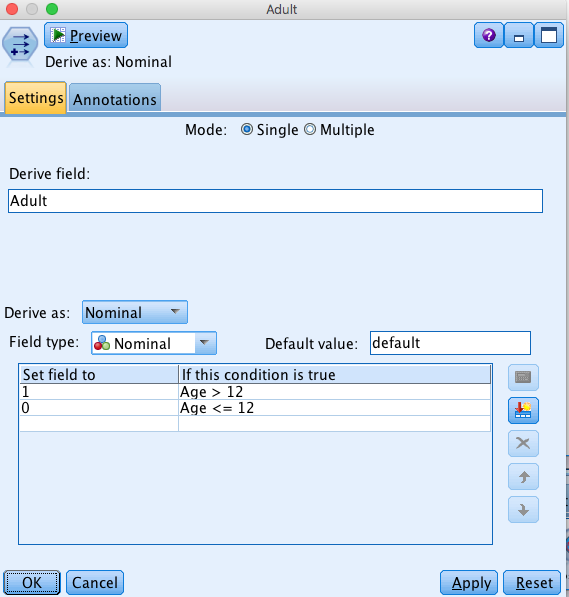 Adult
Preview
?
Derive as: Nominal
Settings Annotations
Mode: Single Multiple
Derive field:
Adult
Derive as: Nominal
Field type: Nominal Default value: default
Set field to If this condition is true
1 Age > 12
0 Age <= 12
OK Cancel Apply Reset